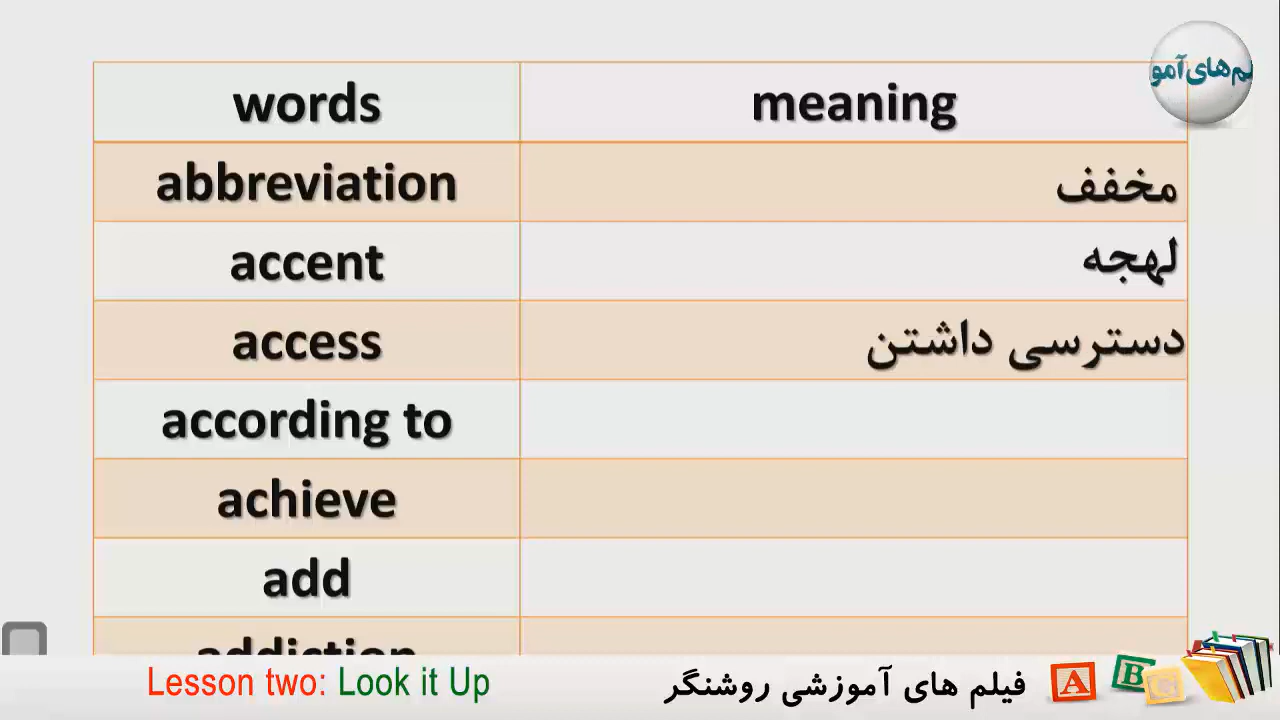 words meaning
abbreviation مخفف
accent لهجه
access دسترسی داشتن
according to
achieve
add
addiction
Lesson two: Look it Up
فیلم های آموزشی روشنگر
A B C